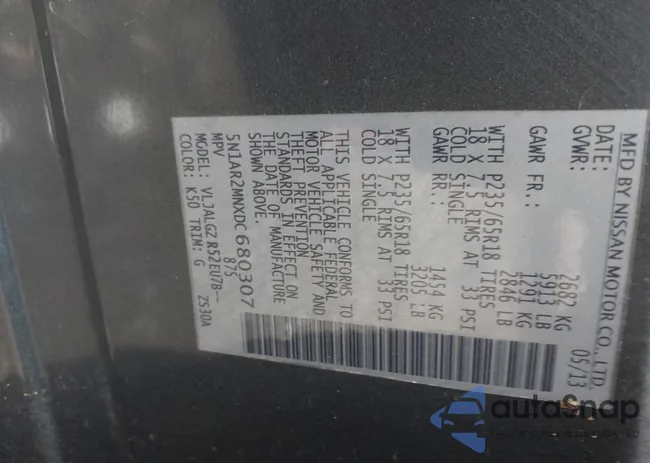 MFD BY NISSAN MOTOR CO., LTD.
DATE: 05/13
GVWR: 2682 KG
5913 LB
GAWR FR.: 1291 KG
2846 LB
WITH P235/65R18 TIRES
18 X 7.5 RIMS AT 33 PSI
COLD SINGLE
GAWR RR.: 1454 KG
3205 LB
WITH P235/65R18 TIRES
18 X 7.5 RIMS AT 33 PSI
COLD SINGLE
THIS VEHICLE CONFORMS TO
ALL APPLICABLE FEDERAL
MOTOR VEHICLE SAFETY AND
THEFT PREVENTION
STANDARDS IN EFFECT ON
THE DATE OF MANUFACTURE
SHOWN ABOVE.
5N1AR2MNXDC680307
MPV 875
MODEL: VLJALGZ R52EU7B--
COLOR: K50 TRIM: G Z530A
autoSnap